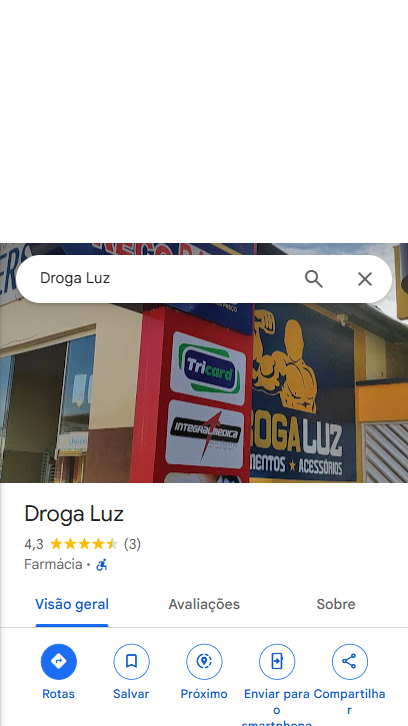 Droga Luz
Tricard
INTEGRALMEDICA
DROGALUZ
MENTOS ★ ACESSÓRIOS
Droga Luz
4,3 ★★★★★ (3)
Farmácia ·
Visão geral Avaliações Sobre
Rotas Salvar Próximo Enviar para o smartphone Compartilhar